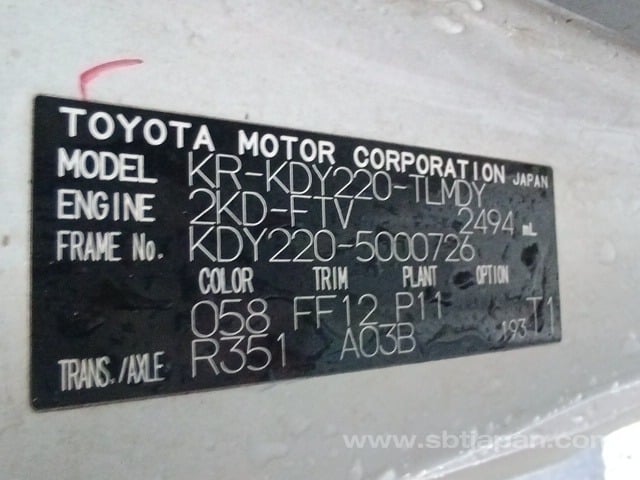 TOYOTA MOTOR CORPORATION JAPAN
MODEL KR-KDY220-TLMDY
ENGINE 2KD-FTV 2494 mL
FRAME No. KDY220-5000726
COLOR TRIM PLANT OPTION
058 FF12 P11 T1
TRANS./AXLE R351 A03B 193
www.sbtjapan.com